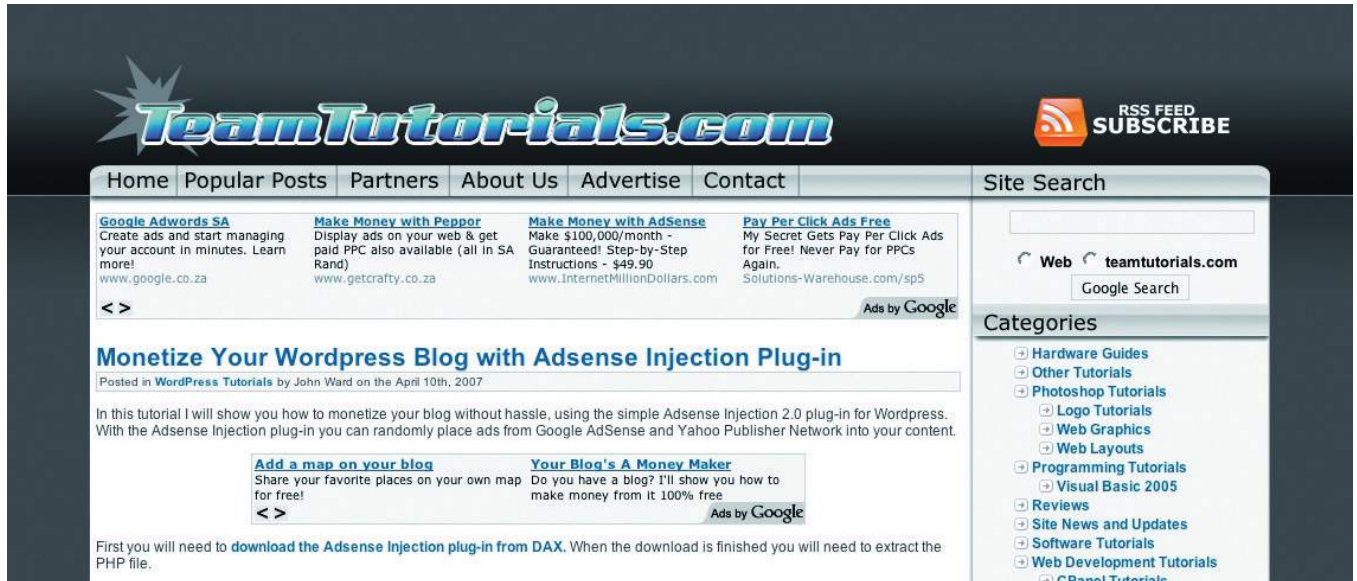 TeamTutorials.com
RSS FEED
SUBSCRIBE
Home Popular Posts Partners About Us Advertise Contact
Site Search
Google Adwords SA
Create ads and start managing
your account in minutes. Learn
more!
www.google.co.za
Make Money with Peppor
Display ads on your web & get
paid PPC also available (all in SA
Rand)
www.getcrafty.co.za
Make Money with AdSense
Make $100,000/month -
Guaranteed! Step-by-Step
Instructions - $49.90
www.InternetMillionDollars.com
Pay Per Click Ads Free
My Secret Gets Pay Per Click Ads
for Free! Never Pay for PPCs
Again.
Solutions-Warehouse.com/sp5
< >
Ads by Google
Web teamtutorials.com
Google Search
Monetize Your Wordpress Blog with Adsense Injection Plug-in
Posted in WordPress Tutorials by John Ward on the April 10th, 2007
In this tutorial I will show you how to monetize your blog without hassle, using the simple Adsense Injection 2.0 plug-in for Wordpress.
With the Adsense Injection plug-in you can randomly place ads from Google AdSense and Yahoo Publisher Network into your content.
Add a map on your blog
Share your favorite places on your own map
for free!
Your Blog's A Money Maker
Do you have a blog? I'll show you how to
make money from it 100% free
< >
Ads by Google
First you will need to download the Adsense Injection plug-in from DAX. When the download is finished you will need to extract the
PHP file.
Categories
Hardware Guides
Other Tutorials
Photoshop Tutorials
Logo Tutorials
Web Graphics
Web Layouts
Programming Tutorials
Visual Basic 2005
Reviews
Site News and Updates
Software Tutorials
Web Development Tutorials
CPanel Tutorials